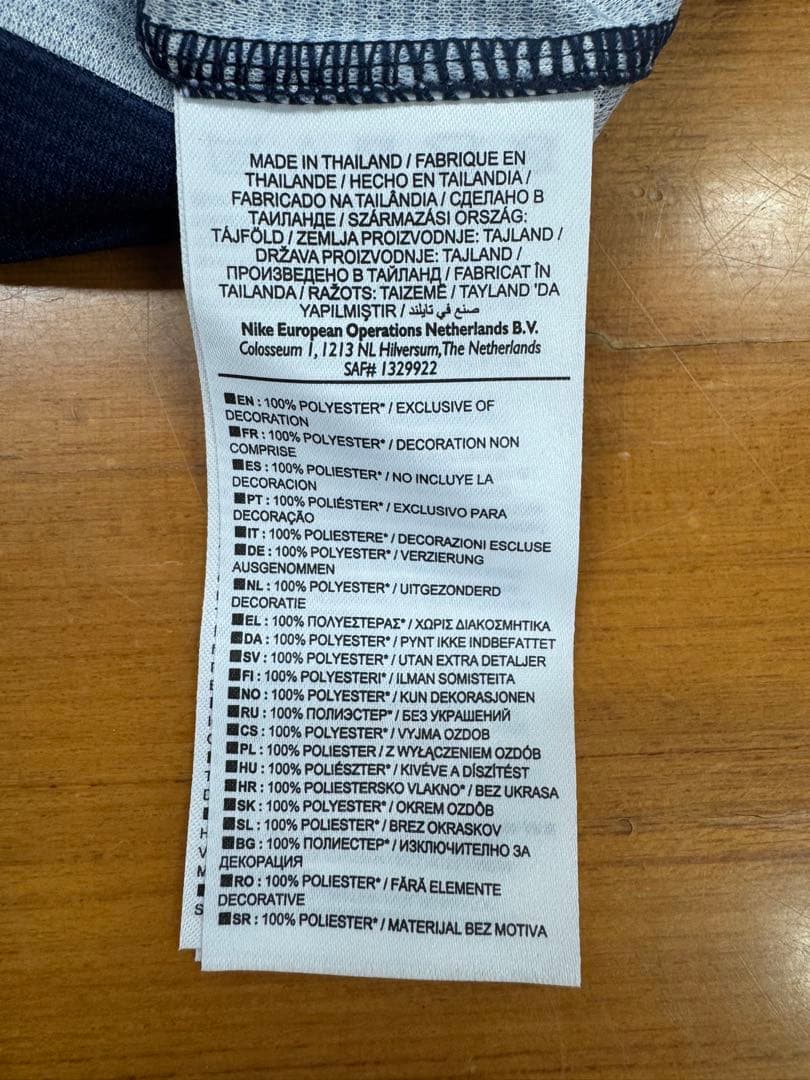 MADE IN THAILAND / FABRIQUE EN
THAILANDE / HECHO EN TAILANDIA /
FABRICADO NA TAILÂNDIA / СДЕЛАНО В
ТАИЛАНДЕ / SZÁRMAZÁSI ORSZÁG:
TÁJFÖLD / ZEMLJA PROIZVODNJE: TAJLAND /
DRŽAVA PROIZVODNJE: TAJLAND /
ПРОИЗВЕДЕНО В ТАЙЛАНД / FABRICAT ÎN
TAILANDA / RAŽOTS: TAIZEME / TAYLAND 'DA
YAPILMIŞTIR / صنع في تايلند
Nike European Operations Netherlands B.V.
Colosseum 1, 1213 NL Hilversum, The Netherlands
SAF# 1329922
EN : 100% POLYESTER* / EXCLUSIVE OF
DECORATION
FR : 100% POLYESTER* / DECORATION NON
COMPRISE
ES : 100% POLIESTER* / NO INCLUYE LA
DECORACION
PT : 100% POLIÉSTER* / EXCLUSIVO PARA
DECORAÇÃO
IT : 100% POLIESTERE* / DECORAZIONI ESCLUSE
DE : 100% POLYESTER* / VERZIERUNG
AUSGENOMMEN
NL : 100% POLYESTER* / UITGEZONDERD
DECORATIE
EL : 100% ΠΟΛΥΕΣΤΕΡΑΣ* / ΧΩΡΙΣ ΔΙΑΚΟΣΜΗΤΙΚΑ
DA : 100% POLYESTER* / PYNT IKKE INDBEFATTET
SV : 100% POLYESTER* / UTAN EXTRA DETALJER
FI : 100% POLYESTERI* / ILMAN SOMISTEITA
NO : 100% POLYESTER* / KUN DEKORASJONEN
RU : 100% ПОЛИЭСТЕР* / БЕЗ УКРАШЕНИЙ
CS : 100% POLYESTER* / VYJMA OZDOB
PL : 100% POLIESTER / Z WYŁĄCZENIEM OZDÓB
HU : 100% POLIÉSZTER* / KIVÉVE A DÍSZÍTÉST
HR : 100% POLIESTERSKO VLAKNO* / BEZ UKRASA
SK : 100% POLYESTER* / OKREM OZDÔB
SL : 100% POLIESTER* / BREZ OKRASKOV
BG : 100% ПОЛИЕСТЕР* / ИЗКЛЮЧИТЕЛНО ЗА
ДЕКОРАЦИЯ
RO : 100% POLIESTER* / FĂRĂ ELEMENTE
DECORATIVE
SR : 100% POLIESTER* / MATERIJAL BEZ MOTIVA